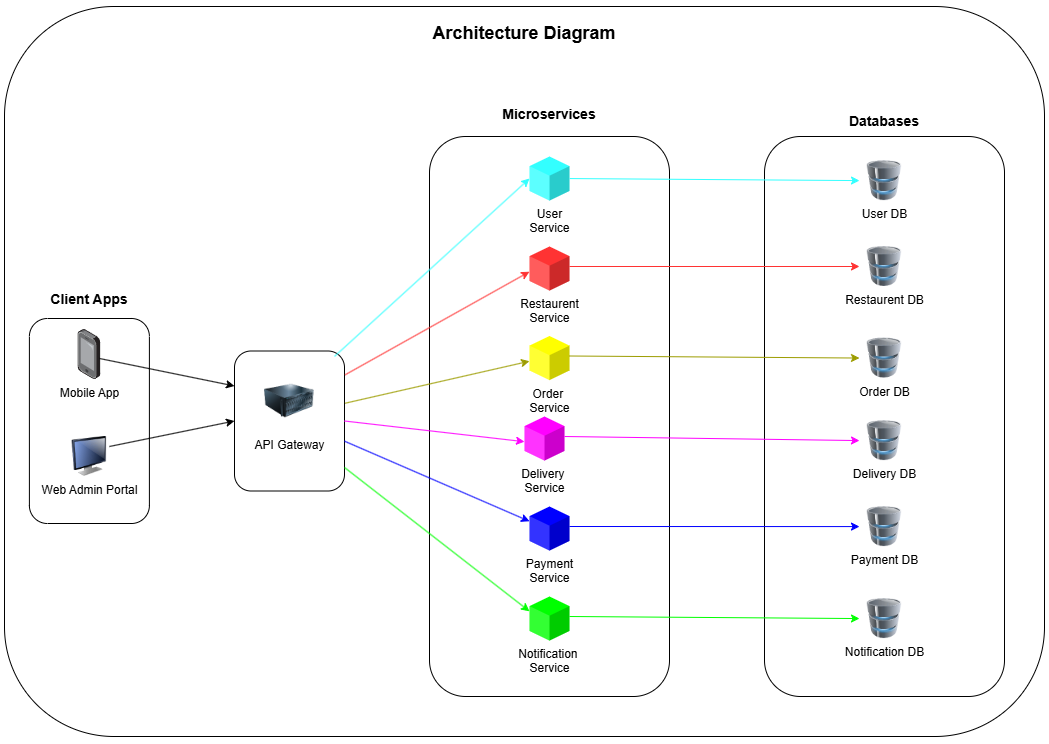 Architecture Diagram
Client Apps
Mobile App
Web Admin Portal
API Gateway
Microservices
User
Service
Restaurent
Service
Order
Service
Delivery
Service
Payment
Service
Notification
Service
Databases
User DB
Restaurent DB
Order DB
Delivery DB
Payment DB
Notification DB